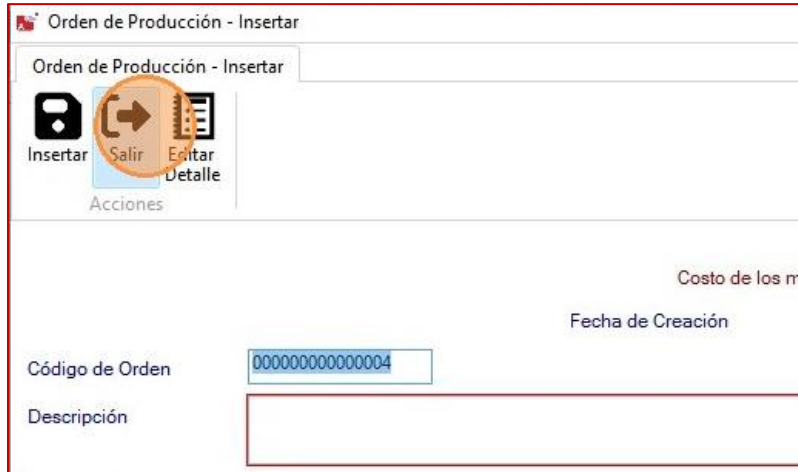 Orden de Producción - Insertar
Orden de Producción - Insertar
Insertar Salir Editar
Detalle
Acciones
Costo de los
Fecha de Creación
Código de Orden 000000000000004
Descripción